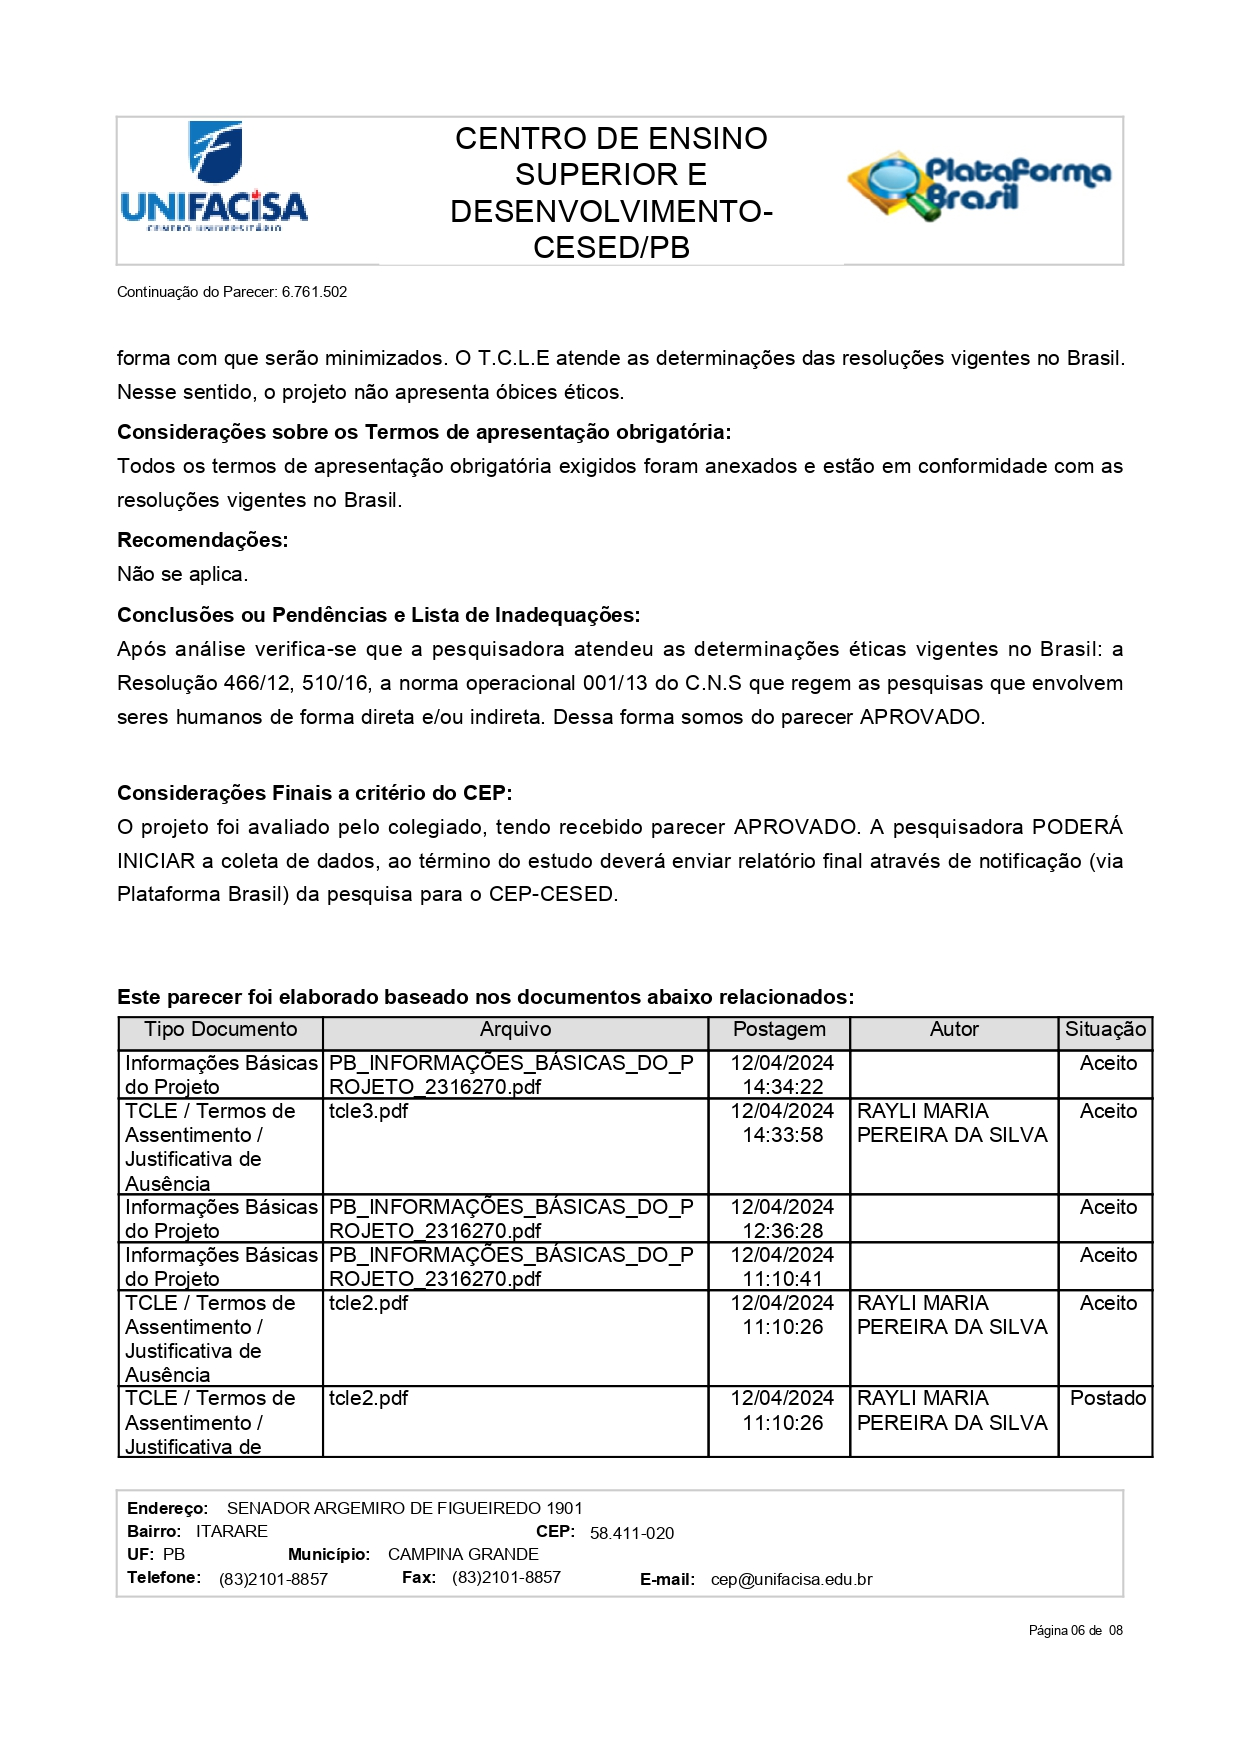 UNIFACISA
CENTRO UNIVERSITÁRIO
CENTRO DE ENSINO
SUPERIOR E
DESENVOLVIMENTO-
CESED/PB
Plataforma
Brasil
Continuação do Parecer: 6.761.502
forma com que serão minimizados. O T.C.L.E atende as determinações das resoluções vigentes no Brasil.
Nesse sentido, o projeto não apresenta óbices éticos.
Considerações sobre os Termos de apresentação obrigatória:
Todos os termos de apresentação obrigatória exigidos foram anexados e estão em conformidade com as
resoluções vigentes no Brasil.
Recomendações:
Não se aplica.
Conclusões ou Pendências e Lista de Inadequações:
Após análise verifica-se que a pesquisadora atendeu as determinações éticas vigentes no Brasil: a
Resolução 466/12, 510/16, a norma operacional 001/13 do C.N.S que regem as pesquisas que envolvem
seres humanos de forma direta e/ou indireta. Dessa forma somos do parecer APROVADO.
Considerações Finais a critério do CEP:
O projeto foi avaliado pelo colegiado, tendo recebido parecer APROVADO. A pesquisadora PODERÁ
INICIAR a coleta de dados, ao término do estudo deverá enviar relatório final através de notificação (via
Plataforma Brasil) da pesquisa para o CEP-CESED.
Este parecer foi elaborado baseado nos documentos abaixo relacionados:
Tipo Documento Arquivo Postagem Autor Situação
Informações Básicas PB_INFORMAÇÕES_BÁSICAS_DO_P 12/04/2024 Aceito
do Projeto ROJETO_2316270.pdf 14:34:22
TCLE / Termos de tcle3.pdf 12/04/2024 RAYLI MARIA Aceito
Assentimento / 14:33:58 PEREIRA DA SILVA
Justificativa de
Ausência
Informações Básicas PB_INFORMAÇÕES_BÁSICAS_DO_P 12/04/2024 Aceito
do Projeto ROJETO_2316270.pdf 12:36:28
Informações Básicas PB_INFORMAÇÕES_BÁSICAS_DO_P 12/04/2024 Aceito
do Projeto ROJETO_2316270.pdf 11:10:41
TCLE / Termos de tcle2.pdf 12/04/2024 RAYLI MARIA Aceito
Assentimento / 11:10:26 PEREIRA DA SILVA
Justificativa de
Ausência
TCLE / Termos de tcle2.pdf 12/04/2024 RAYLI MARIA Postado
Assentimento / 11:10:26 PEREIRA DA SILVA
Justificativa de
Endereço: SENADOR ARGEMIRO DE FIGUEIREDO 1901
Bairro: ITARARE CEP: 58.411-020
UF: PB Município: CAMPINA GRANDE
Telefone: (83)2101-8857 Fax: (83)2101-8857 E-mail: cep@unifacisa.edu.br
Página 06 de 08